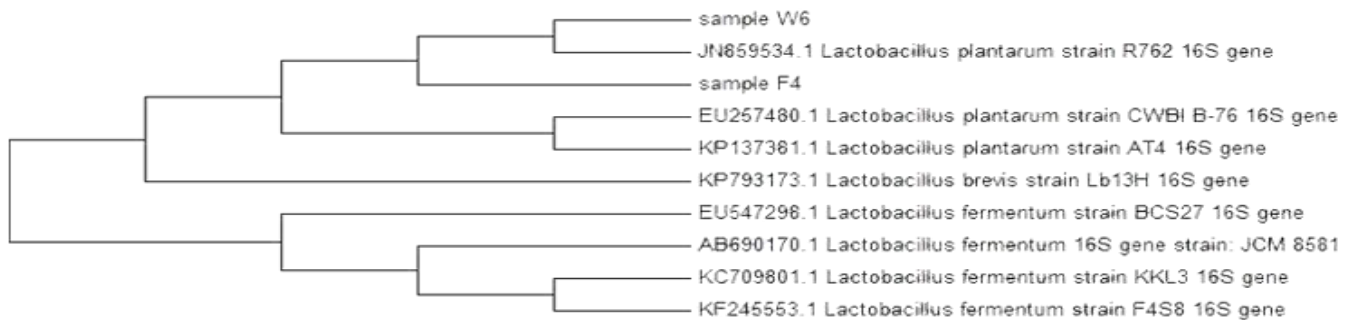 sample W6
JN859534.1 Lactobacillus plantarum strain R762 16S gene
sample F4
EU257480.1 Lactobacillus plantarum strain CWBI B-76 16S gene
KP137381.1 Lactobacillus plantarum strain AT4 16S gene
KP793173.1 Lactobacillus brevis strain Lb13H 16S gene
EU547298.1 Lactobacillus fermentum strain BCS27 16S gene
AB690170.1 Lactobacillus fermentum 16S gene strain: JCM 8581
KC709801.1 Lactobacillus fermentum strain KKL3 16S gene
KF245553.1 Lactobacillus fermentum strain F4S8 16S gene